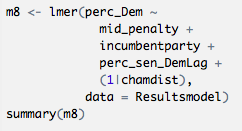 m8 <- lmer(perc_Dem ~
mid_penalty +
incumbentparty +
perc_sen_DemLag +
(1|chamdist),
data = Resultsmodel)
summary(m8)